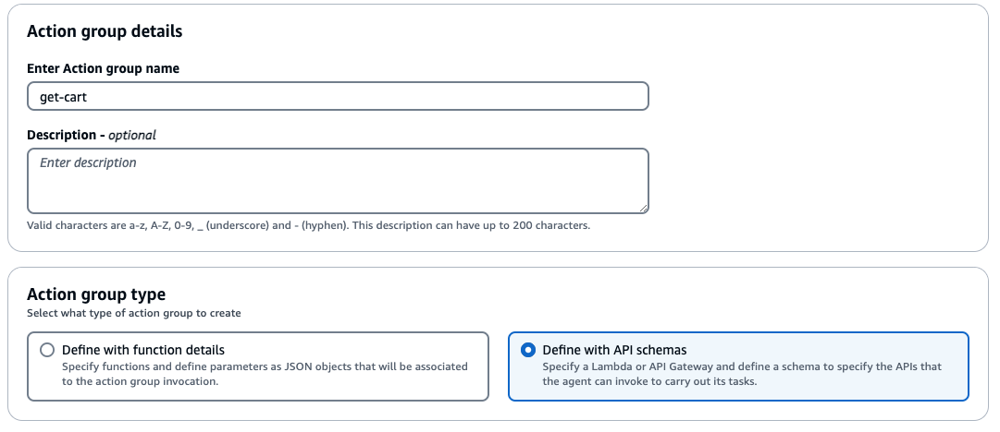 Action group details
Enter Action group name
get-cart
Description - optional
Enter description
Valid characters are a-z, A-Z, 0-9, _ (underscore) and - (hyphen). This description can have up to 200 characters.
Action group type
Select what type of action group to create
Define with function details
Specify functions and define parameters as JSON objects that will be associated
to the action group invocation.
Define with API schemas
Specify a Lambda or API Gateway and define a schema to specify the APIs that
the agent can invoke to carry out its tasks.